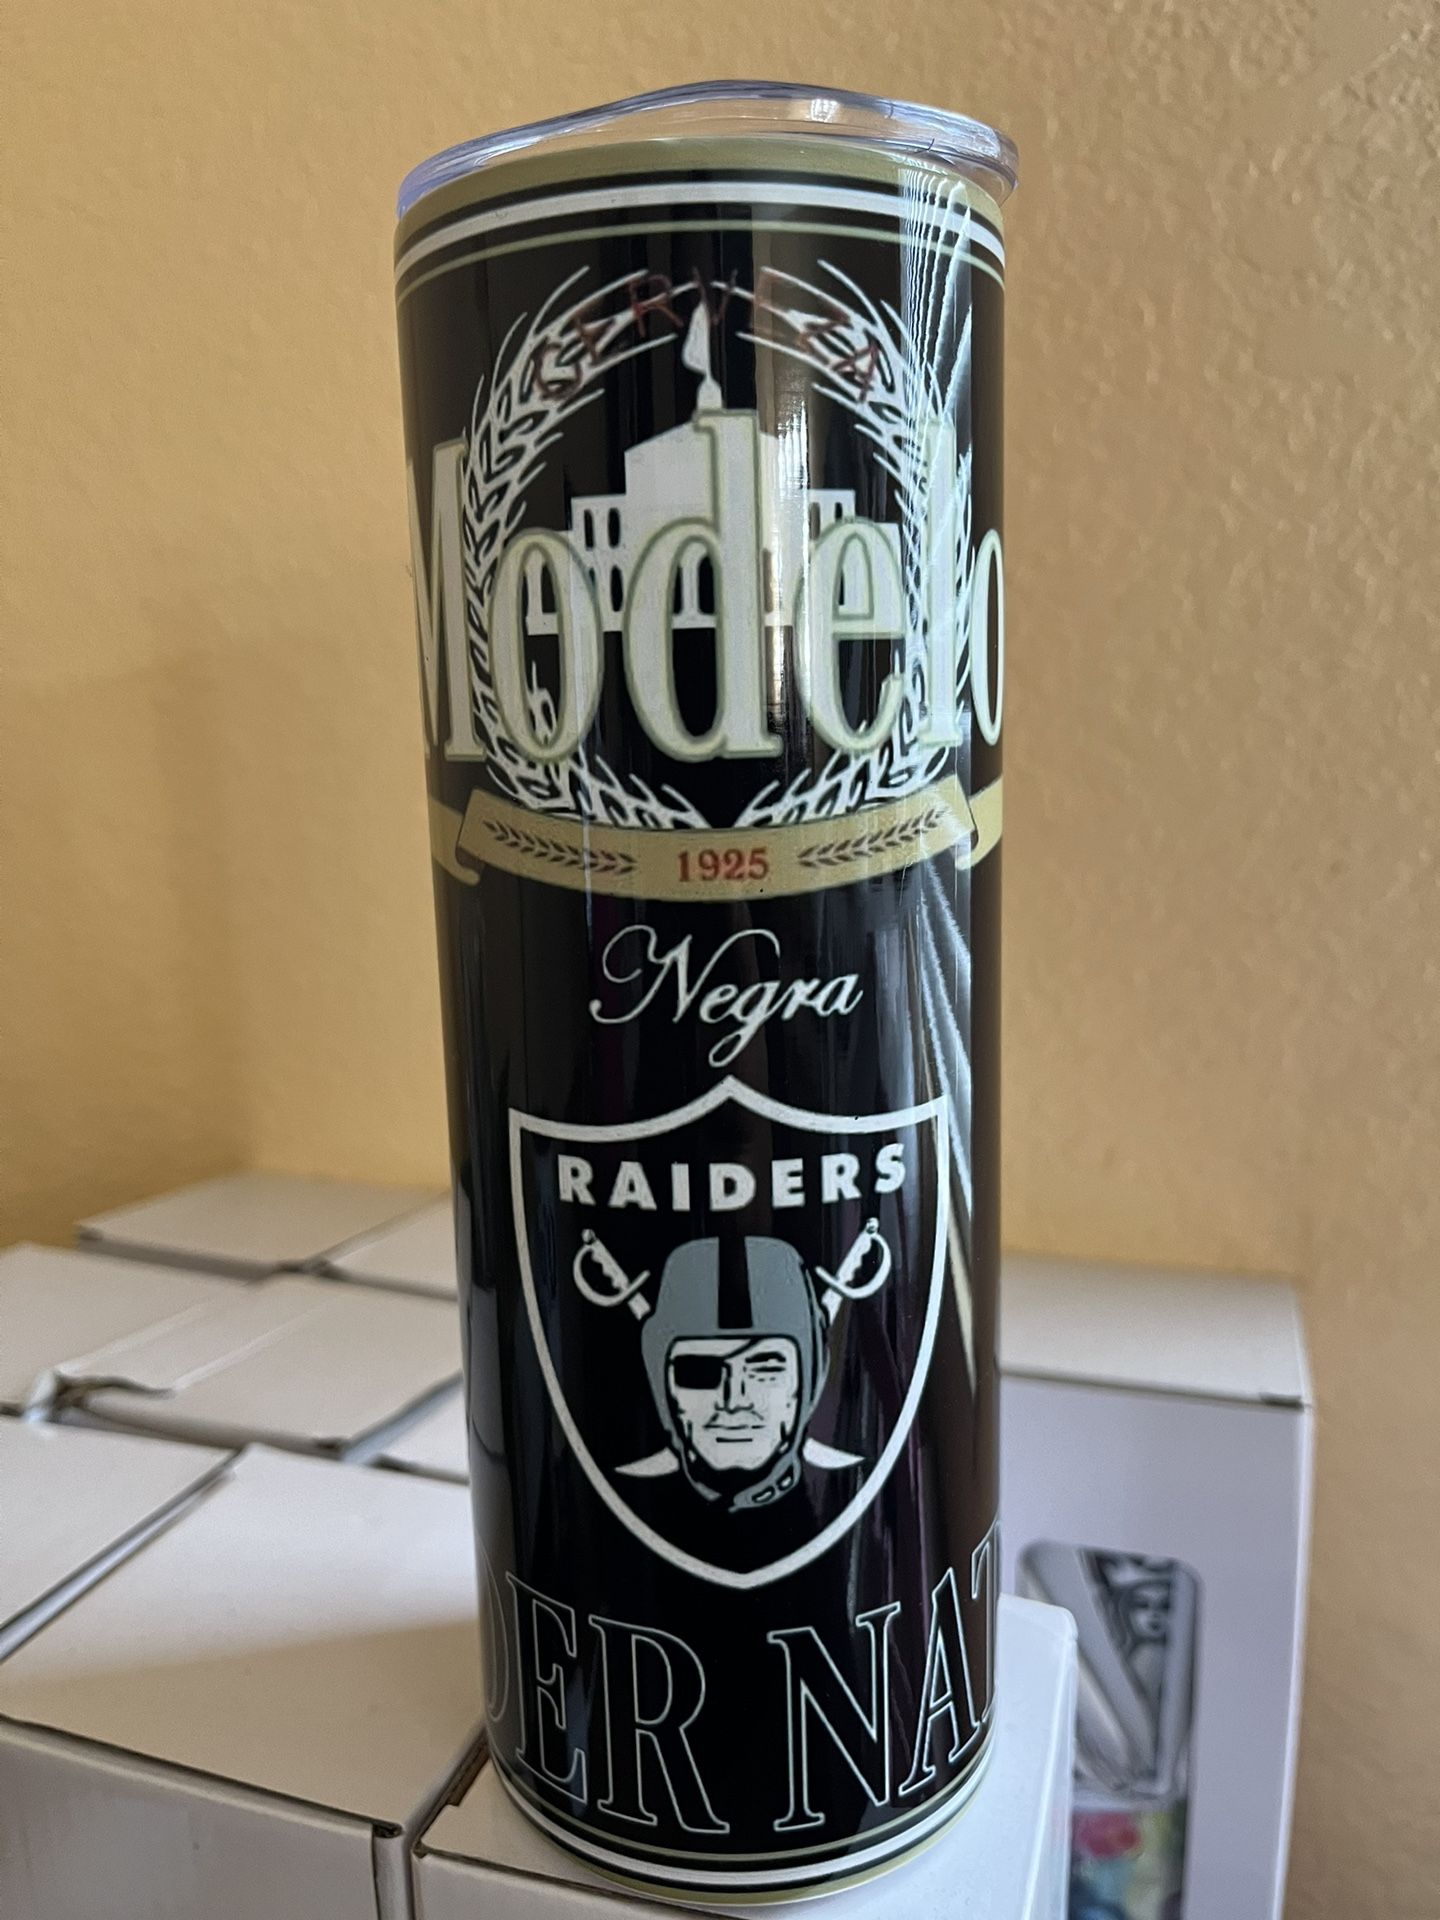 CERVEZA
Modelo
1925
Negra
RAIDERS
DER NAT